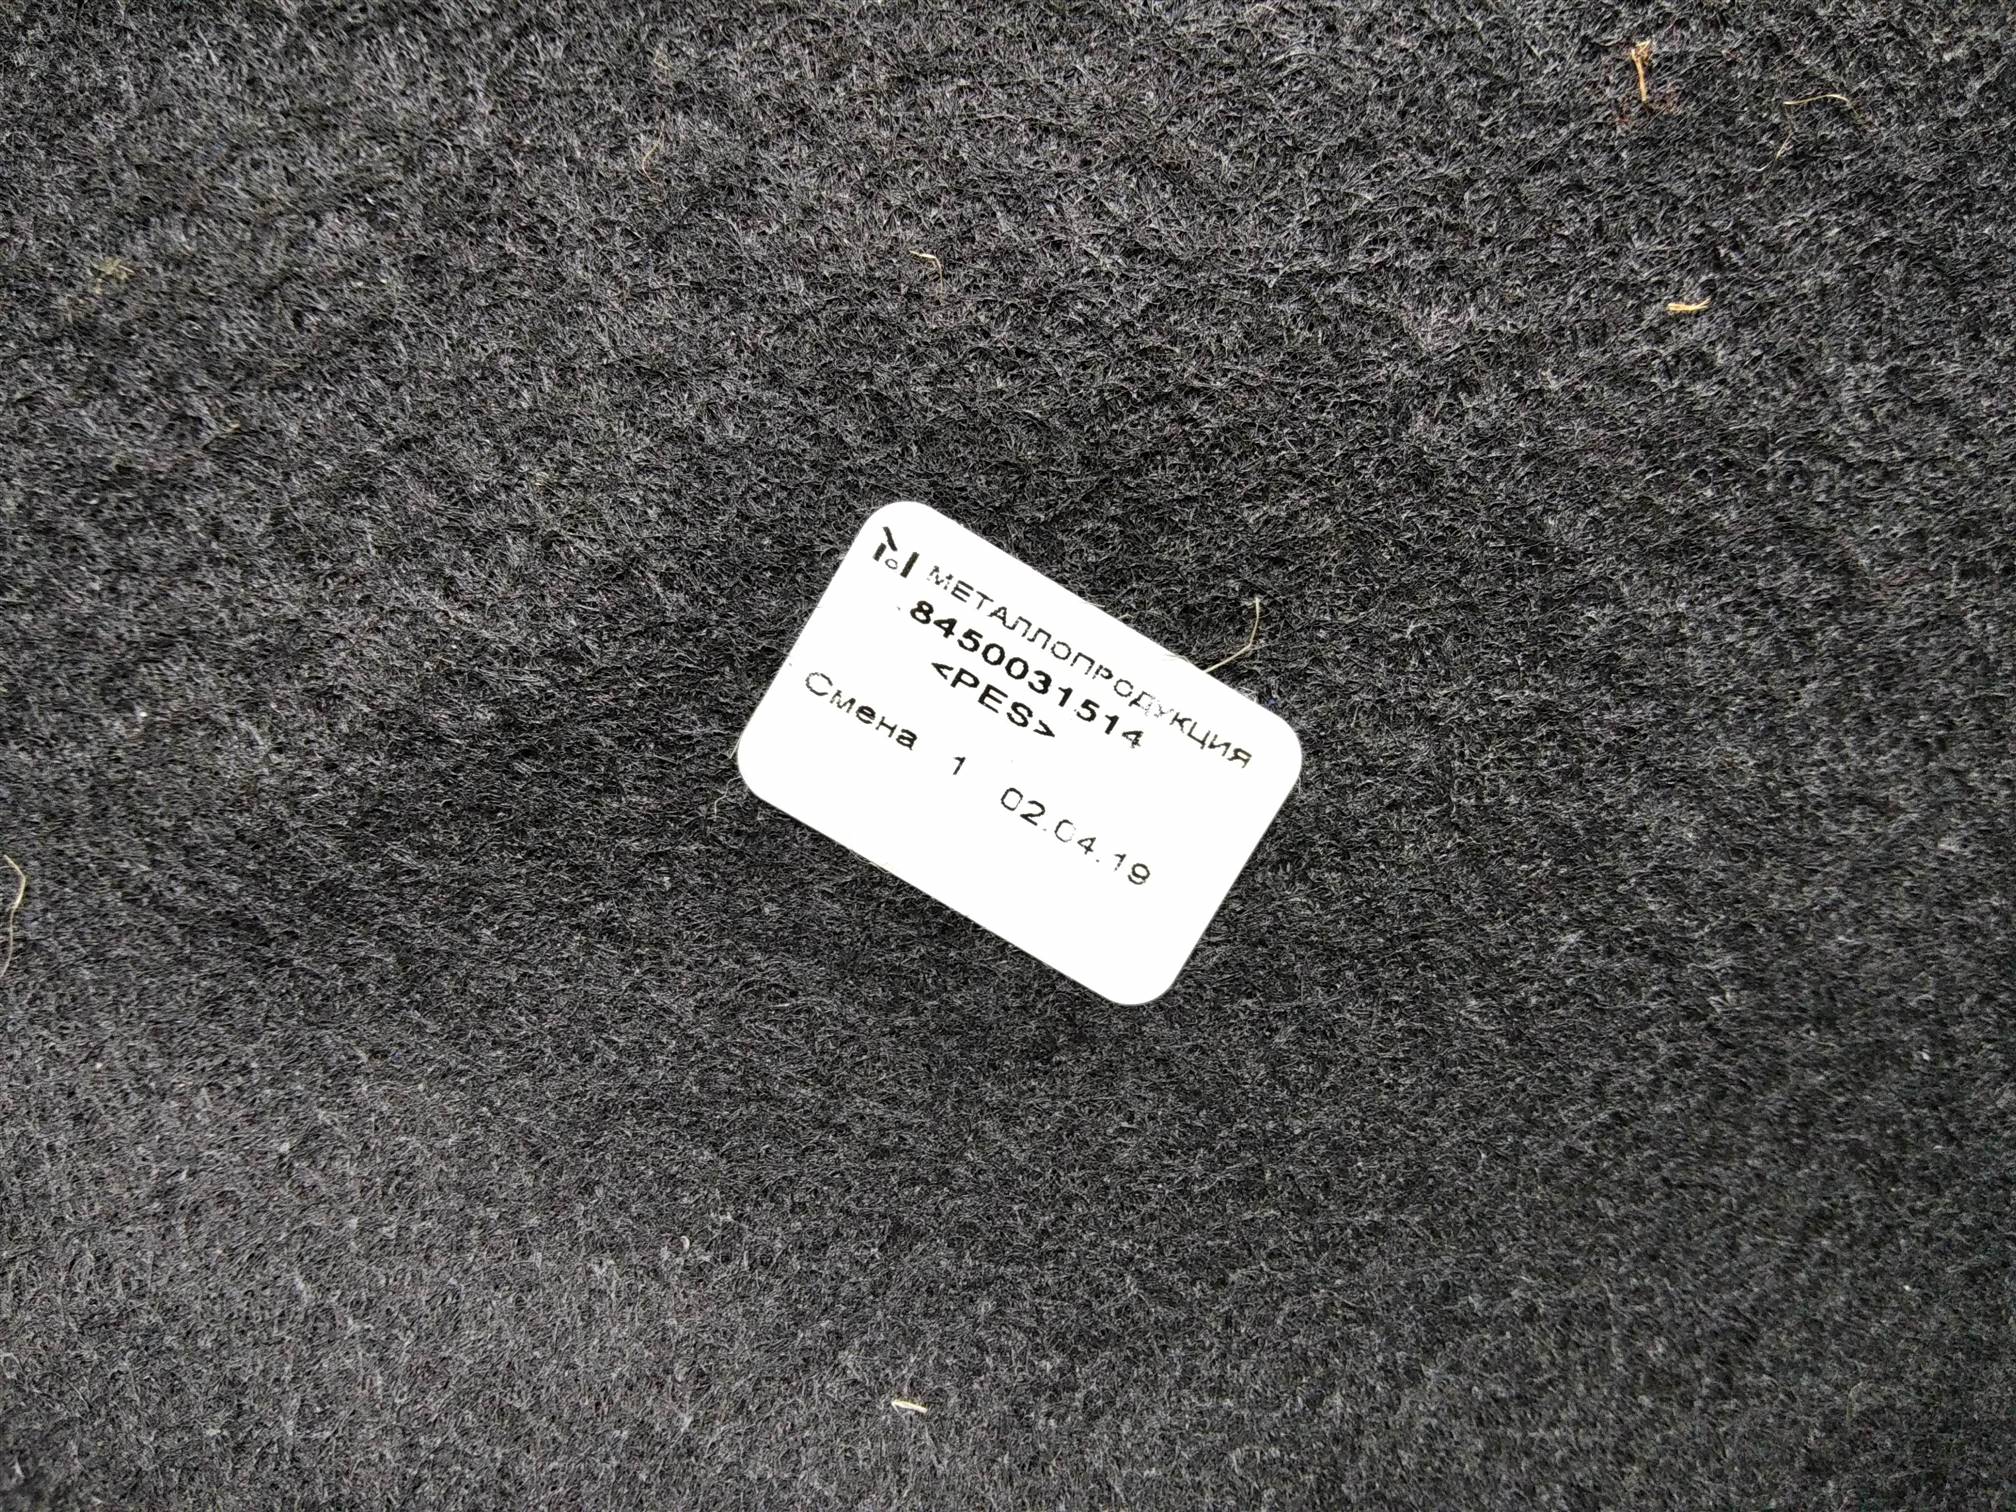 МЕТАЛЛОПРОДУКЦИЯ
8450031514
<PES>
Смена 1 02.04.19